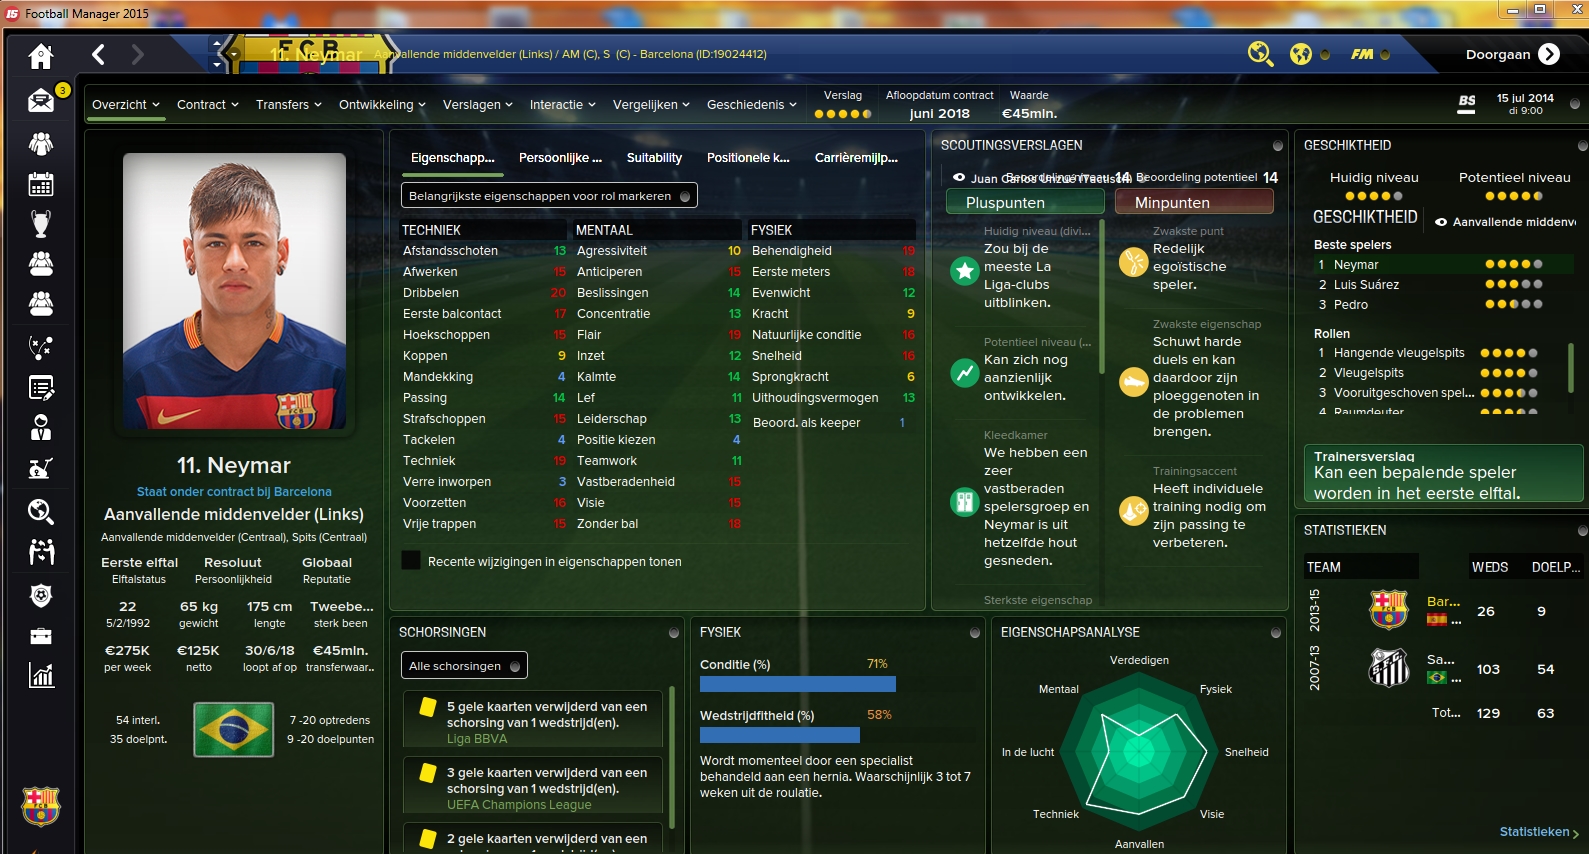 Football Manager 2015
11. Neymar
Aanvallende middenvelder (Links) / AM (C), S (C) - Barcelona (ID:19024412)
FM
Doorgaan
3
Overzicht
Contract
Transfers
Ontwikkeling
Verslagen
Interactie
Vergelijken
Geschiedenis
Verslag
Afloopdatum contract
juni 2018
Waarde
€45mln.
BS
15 jul 2014
di 9:00
11. Neymar
Staat onder contract bij Barcelona
Aanvallende middenvelder (Links)
Aanvallende middenvelder (Centraal), Spits (Centraal)
Eerste elftal Resoluut Globaal
Elftalstatus Persoonlijkheid Reputatie
22 65 kg 175 cm Tweebe...
5/2/1992 gewicht lengte sterk been
€275K €125K 30/6/18 €45mln.
per week netto loopt af op transferwaar..
54 interl. 7 -20 optredens
35 doelpnt. 9 -20 doelpunten
Eigenschapp...
Persoonlijke ...
Suitability
Positionele k...
Carrièremijlp...
Belangrijkste eigenschappen voor rol markeren
TECHNIEK MENTAAL FYSIEK
Afstandsschoten 13 Agressiviteit 10 Behendigheid 19
Afwerken 15 Anticiperen 15 Eerste meters 18
Dribbelen 20 Beslissingen 14 Evenwicht 12
Eerste balcontact 17 Concentratie 13 Kracht 9
Hoekschoppen 15 Flair 19 Natuurlijke conditie 16
Koppen 9 Inzet 12 Snelheid 16
Mandekking 4 Kalmte 14 Sprongkracht 6
Passing 14 Lef 11 Uithoudingsvermogen 13
Strafschoppen 15 Leiderschap 13 Beoord. als keeper 1
Tackelen 4 Positie kiezen 4
Techniek 19 Teamwork 11
Verre inworpen 3 Vastberadenheid 15
Voorzetten 16 Visie 15
Vrije trappen 15 Zonder bal 18
Recente wijzigingen in eigenschappen tonen
SCOUTINGSVERSLAGEN
Juan Carlos Unzué
Beoordeling niveau 14 Beoordeling potentieel 14
Pluspunten
Huidig niveau (divi...
Zou bij de
meeste La
Liga-clubs
uitblinken.
Potentieel niveau (...
Kan zich nog
aanzienlijk
ontwikkelen.
Kleedkamer
We hebben een
zeer
vastberaden
spelersgroep en
Neymar is uit
hetzelfde hout
gesneden.
Sterkste eigenschap
Minpunten
Zwakste punt
Redelijk
egoïstische
speler.
Zwakste eigenschap
Schuwt harde
duels en kan
daardoor zijn
ploeggenoten in
de problemen
brengen.
Trainingsaccent
Heeft individuele
training nodig om
zijn passing te
verbeteren.
GESCHIKTHEID
Huidig niveau Potentieel niveau
GESCHIKTHEID Aanvallende middenv
Beste spelers
1 Neymar
2 Luis Suárez
3 Pedro
Rollen
1 Hangende vleugelspits
2 Vleugelspits
3 Vooruitgeschoven spel...
4 Raumdeuter
Trainersverslag
Kan een bepalende speler
worden in het eerste elftal.
STATISTIEKEN
TEAM WEDS DOELP...
2013-15 Bar... ... 26 9
2007-13 Sa... ... 103 54
Tot... 129 63
Statistieken
SCHORSINGEN
Alle schorsingen
5 gele kaarten verwijderd van een
schorsing van 1 wedstrijd(en).
Liga BBVA
3 gele kaarten verwijderd van een
schorsing van 1 wedstrijd(en).
UEFA Champions League
2 gele kaarten verwijderd van een
FYSIEK
Conditie (%) 71%
Wedstrijdfitheid (%) 58%
Wordt momenteel door een specialist
behandeld aan een hernia. Waarschijnlijk 3 tot 7
weken uit de roulatie.
EIGENSCHAPSANALYSE
Verdedigen
Mentaal
Fysiek
In de lucht
Snelheid
Techniek
Visie
Aanvallen